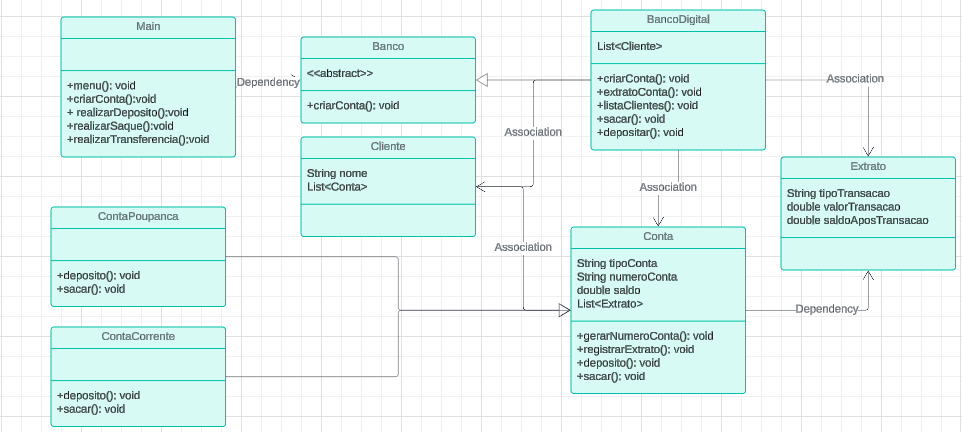 Main
+menu(): void
+criarConta():void
+ realizarDeposito():void
+realizarSaque():void
+realizarTransferencia():void
Dependency
Banco
<<abstract>>
+criarConta(): void
BancoDigital
List<Cliente>
+criarConta(): void
+extratoConta(): void
+listaClientes(): void
+sacar(): void
+depositar(): void
Association
Association
Cliente
String nome
List<Conta>
Association
Extrato
String tipoTransacao
double valorTransacao
double saldoAposTransacao
ContaPoupanca
+deposito(): void
+sacar(): void
Association
Conta
String tipoConta
String numeroConta
double saldo
List<Extrato>
+gerarNumeroConta(): void
+registrarExtrato(): void
+deposito(): void
+sacar(): void
Dependency
ContaCorrente
+deposito(): void
+sacar(): void